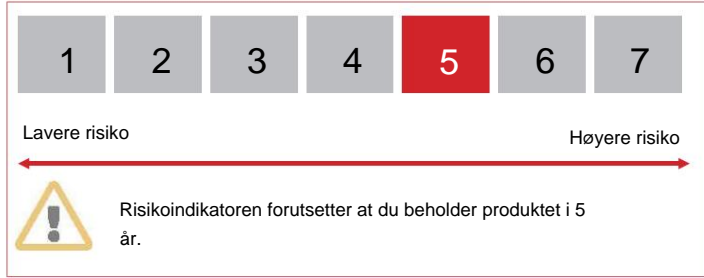 1 2 3 4 5 6 7
Lavere risiko Høyere risiko
Risikoindikatoren forutsetter at du beholder produktet i 5
år.